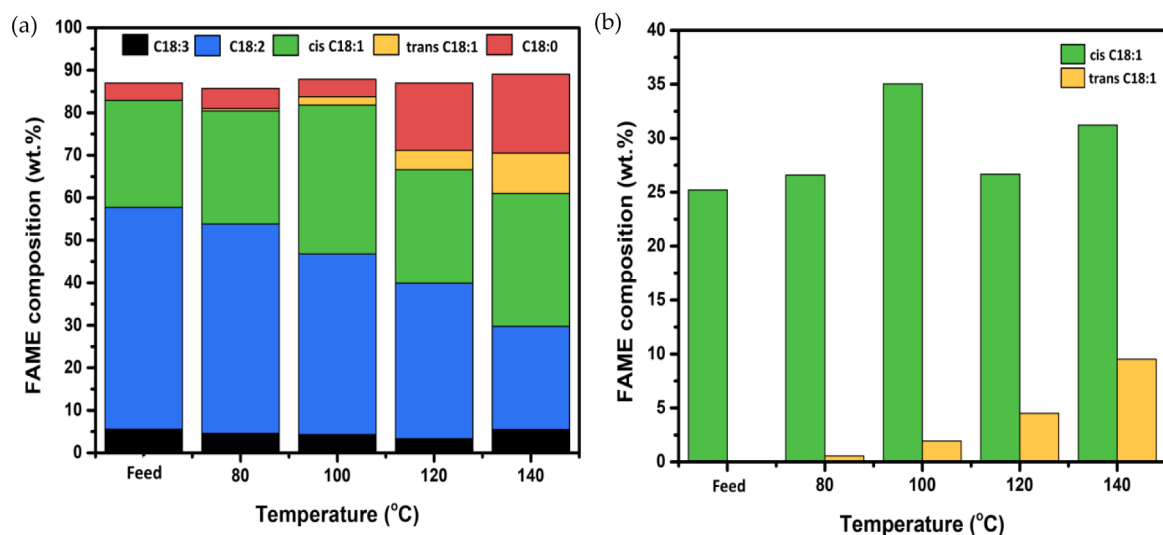 (a)
C18:3 C18:2 cis C18:1 trans C18:1 C18:0
FAME composition (wt.%)
100
90
80
70
60
50
40
30
20
10
0
Feed 80 100 120 140
Temperature (°C)
(b)
cis C18:1
trans C18:1
FAME composition (wt.%)
40
35
30
25
20
15
10
5
0
Feed 80 100 120 140
Temperature (°C)